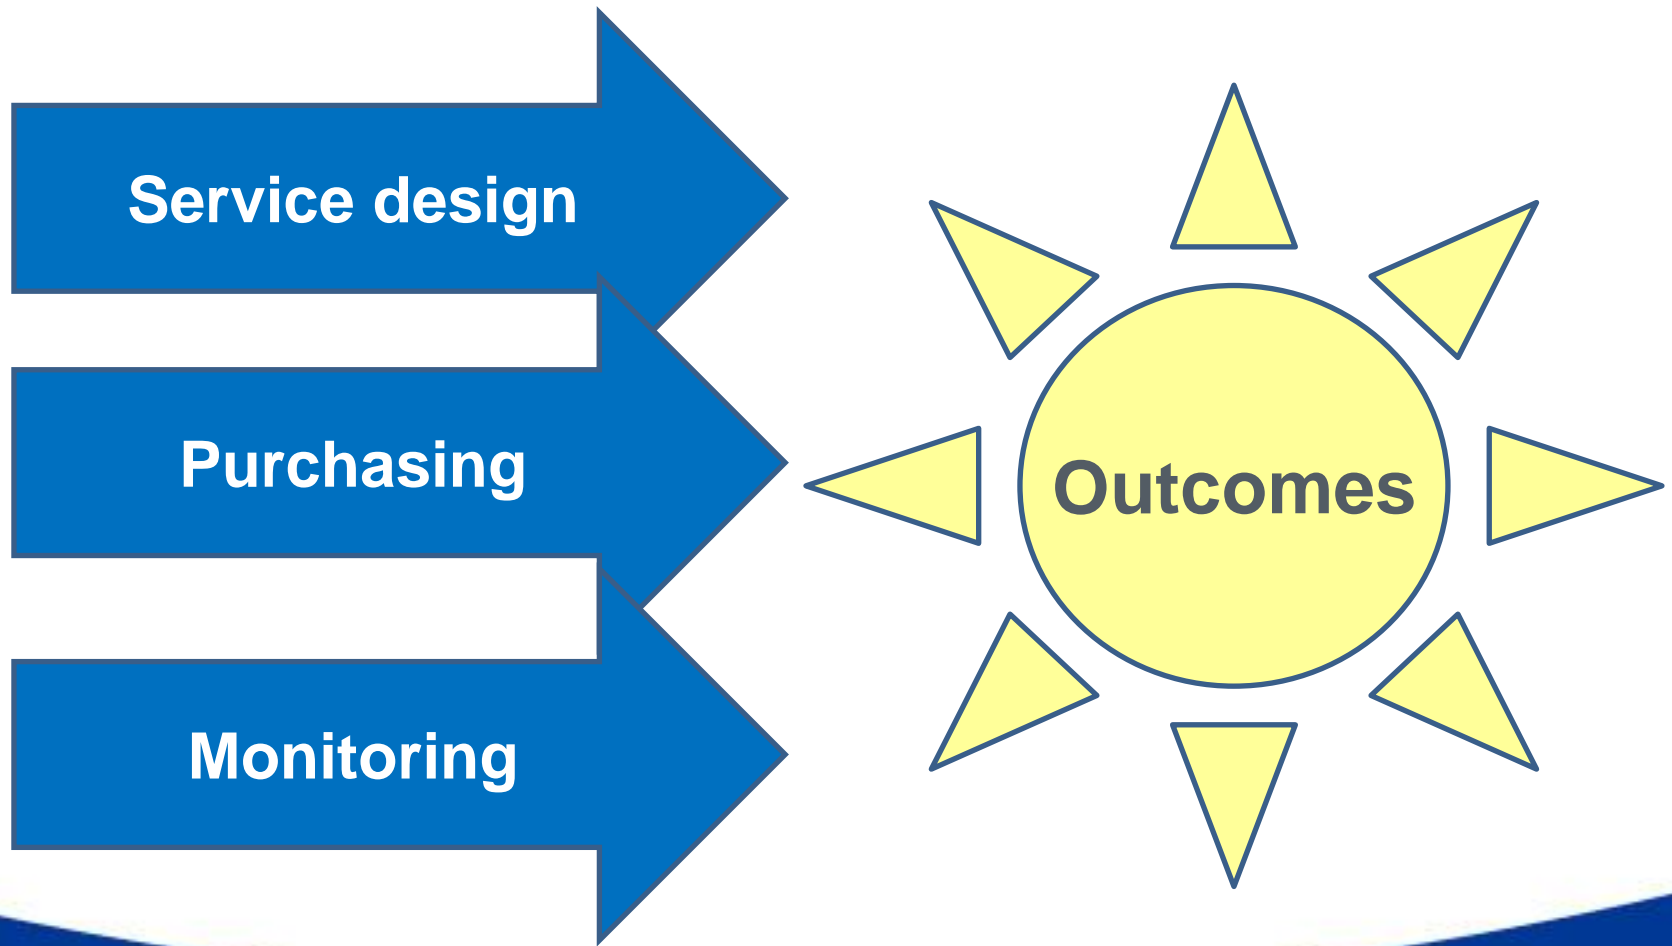 Service design
Purchasing
Outcomes
Monitoring